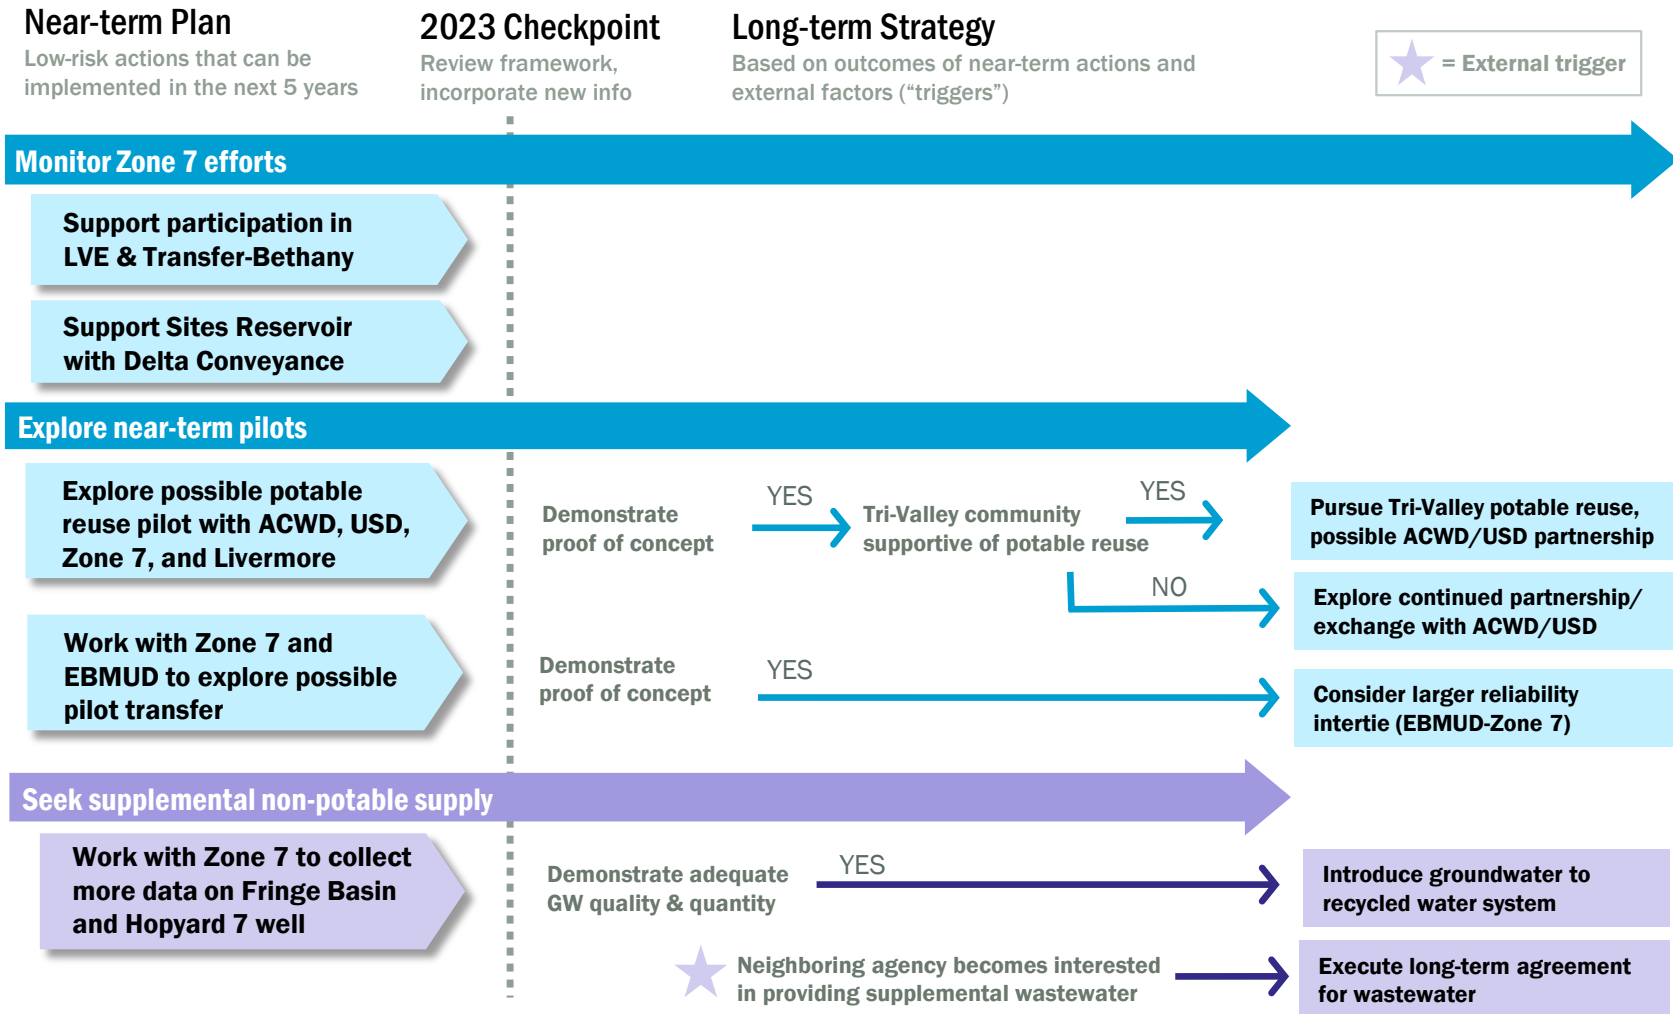 Near-term Plan
Low-risk actions that can be
implemented in the next 5 years
2023 Checkpoint
Review framework,
incorporate new info
Long-term Strategy
Based on outcomes of near-term actions and
external factors (“triggers”)
= External trigger
Monitor Zone 7 efforts
Support participation in
LVE & Transfer-Bethany
Support Sites Reservoir
with Delta Conveyance
Explore near-term pilots
Explore possible potable
reuse pilot with ACWD, USD,
Zone 7, and Livermore
Demonstrate
proof of concept
YES
Tri-Valley community
supportive of potable reuse
YES
Pursue Tri-Valley potable reuse,
possible ACWD/USD partnership
NO
Explore continued partnership/
exchange with ACWD/USD
Work with Zone 7 and
EBMUD to explore possible
pilot transfer
Demonstrate
proof of concept
YES
Consider larger reliability
intertie (EBMUD-Zone 7)
Seek supplemental non-potable supply
Work with Zone 7 to collect
more data on Fringe Basin
and Hopyard 7 well
Demonstrate adequate
GW quality & quantity
YES
Introduce groundwater to
recycled water system
Neighboring agency becomes interested
in providing supplemental wastewater
Execute long-term agreement
for wastewater